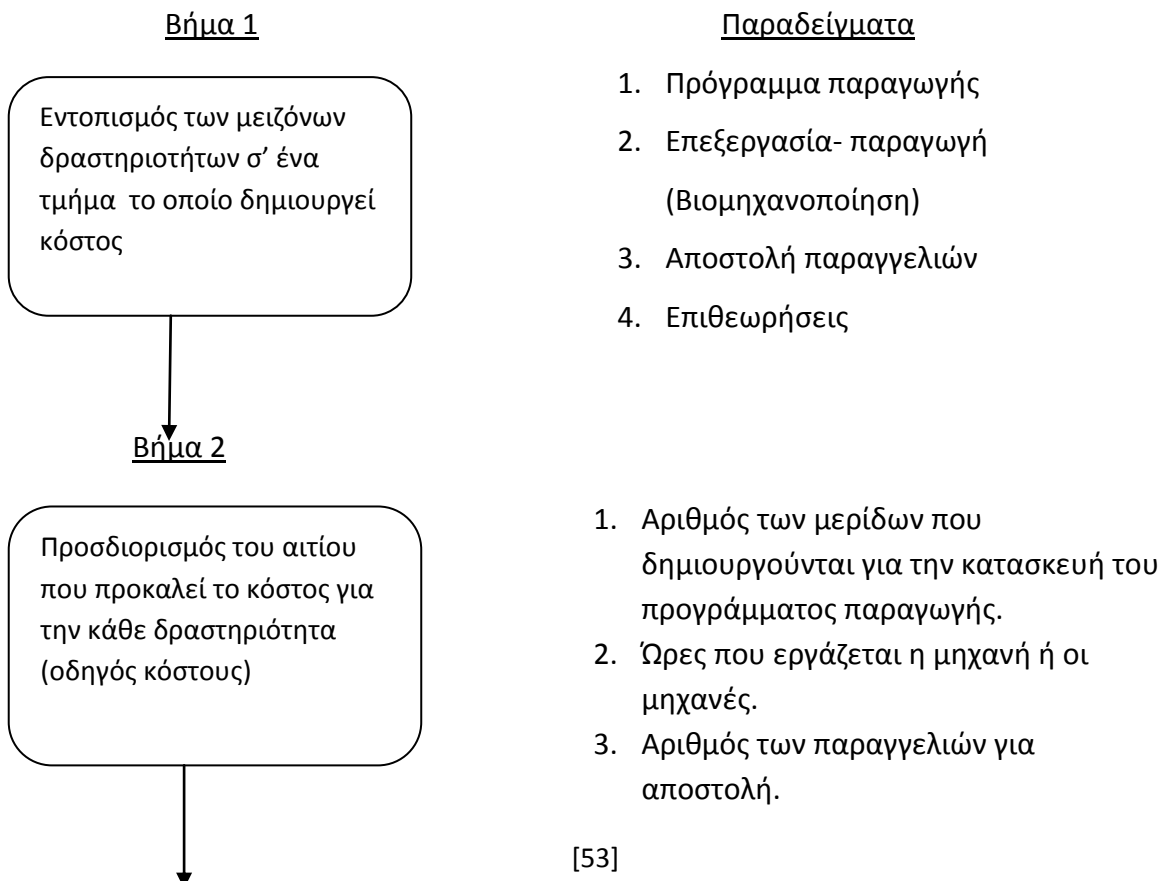 Βήμα 1
Παραδείγματα
Εντοπισμός των μειζόνων
δραστηριοτήτων σ’ ένα
τμήμα το οποίο δημιουργεί
κόστος
1. Πρόγραμμα παραγωγής
2. Επεξεργασία- παραγωγή
(Βιομηχανοποίηση)
3. Αποστολή παραγγελιών
4. Επιθεωρήσεις
Βήμα 2
Προσδιορισμός του αιτίου
που προκαλεί το κόστος για
την κάθε δραστηριότητα
(οδηγός κόστους)
1. Αριθμός των μερίδων που
δημιουργούνται για την κατασκευή του
προγράμματος παραγωγής.
2. Ώρες που εργάζεται η μηχανή ή οι
μηχανές.
3. Αριθμός των παραγγελιών για
αποστολή.
[53]